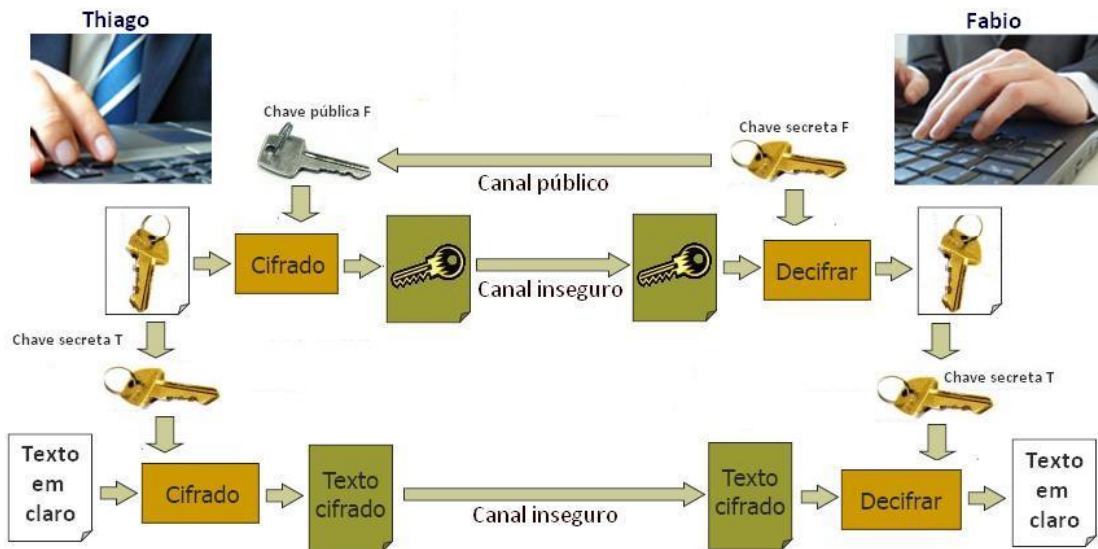 Thiago
Fabio
Chave pública F
Chave secreta F
Canal público
Cifrado
Canal inseguro
Decifrar
Chave secreta T
Chave secreta T
Texto
em
claro
Cifrado
Texto
cifrado
Canal inseguro
Texto
cifrado
Decifrar
Texto
em
claro